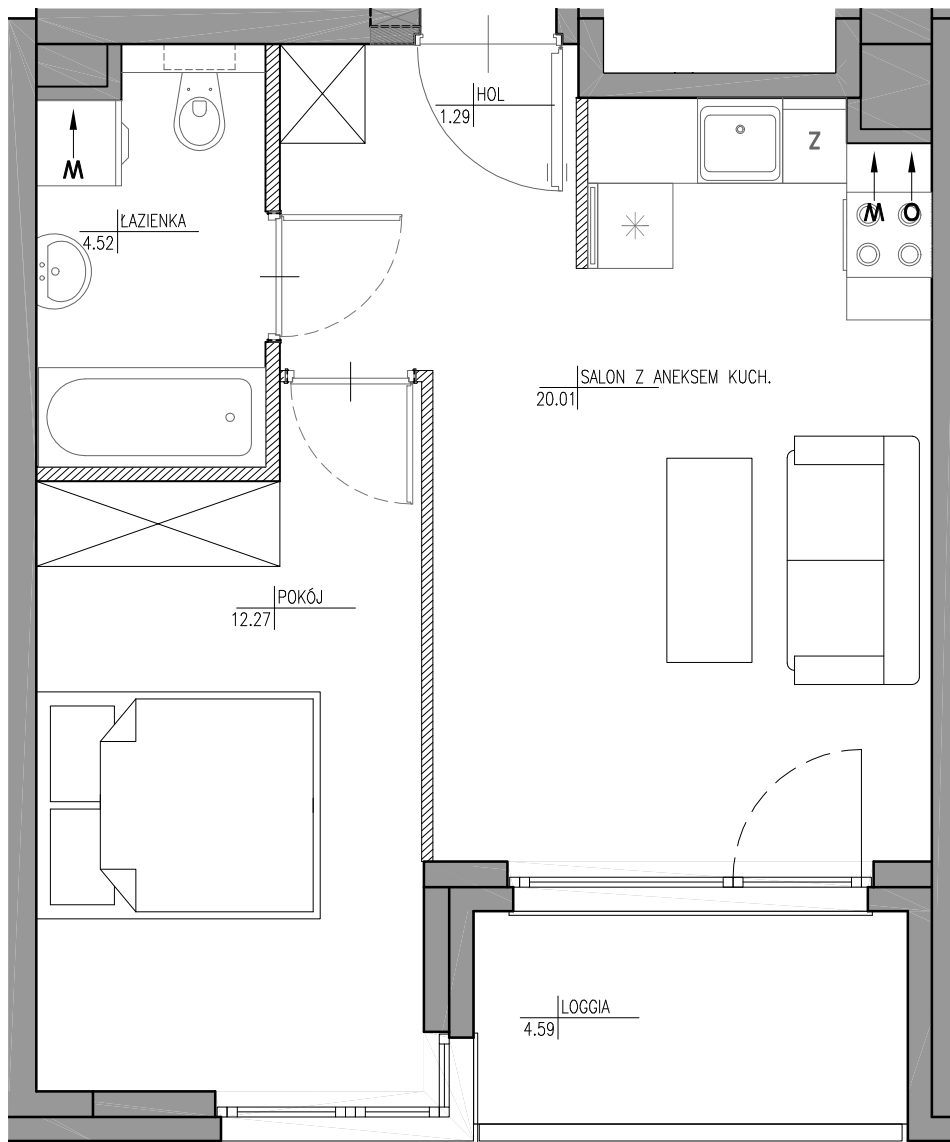 HOL
1.29
Z
W
W
O
ŁAZIENKA
4.52
SALON Z ANEKSEM KUCH.
20.01
POKÓJ
12.27
LOGGIA
4.59